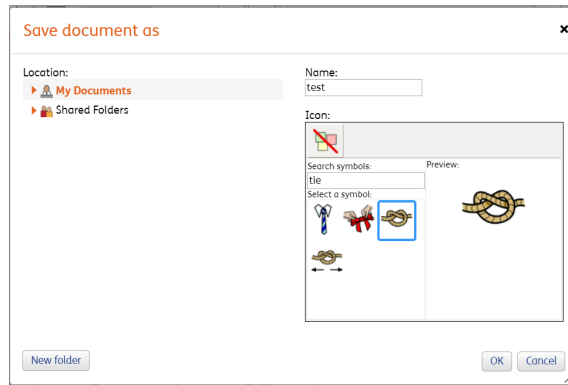 Save document as
×
Location:
My Documents
Shared Folders
Name:
test
Icon:
Search symbols:
tie
Select a symbol:
Preview:
New folder
OK
Cancel